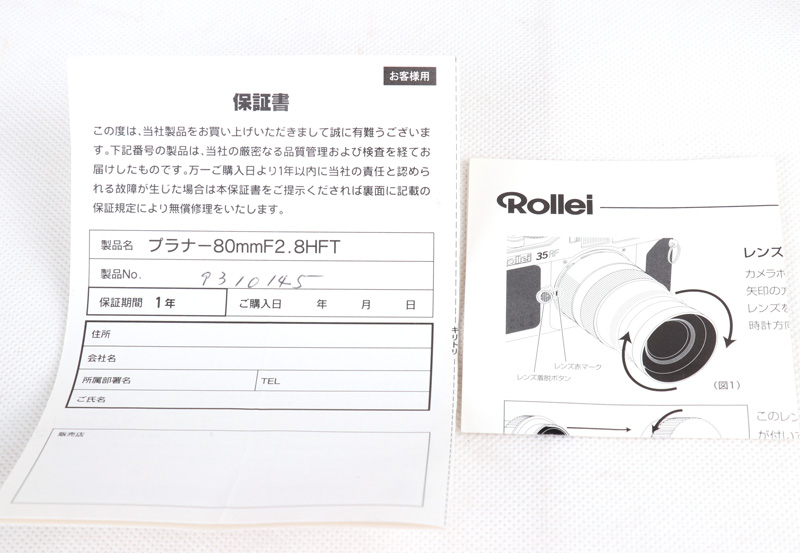 お客様用
保証書
この度は、当社製品をお買い上げいただきまして誠に有難うございま
す。下記番号の製品は、当社の厳密なる品質管理および検査を経てお
届けしたものです。万一ご購入日より1年以内に当社の責任と認めら
れる故障が生じた場合は本保証書をご提示くだされば裏面に記載の
保証規定により無償修理をいたします。
製品名 プラナー80mmF2.8HFT
製品No. 9310145
保証期間 1年 ご購入日 年 月 日
住所
会社名
所属部署名 TEL
ご氏名
販売店
キリトリ
Rollei
Rollei 35RF
レンズ赤マーク
レンズ着脱ボタン
(図1)
レンズ
カメラホ
矢印のカ
レンズを
時計方向
このレン
が付いて